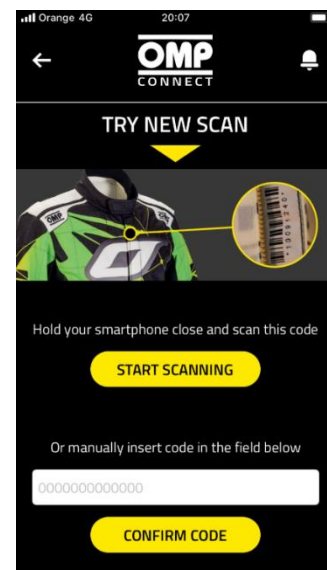 Orange 4G 20:07
OMP
CONNECT
TRY NEW SCAN
Hold your smartphone close and scan this code
START SCANNING
Or manually insert code in the field below
0000000000000
CONFIRM CODE